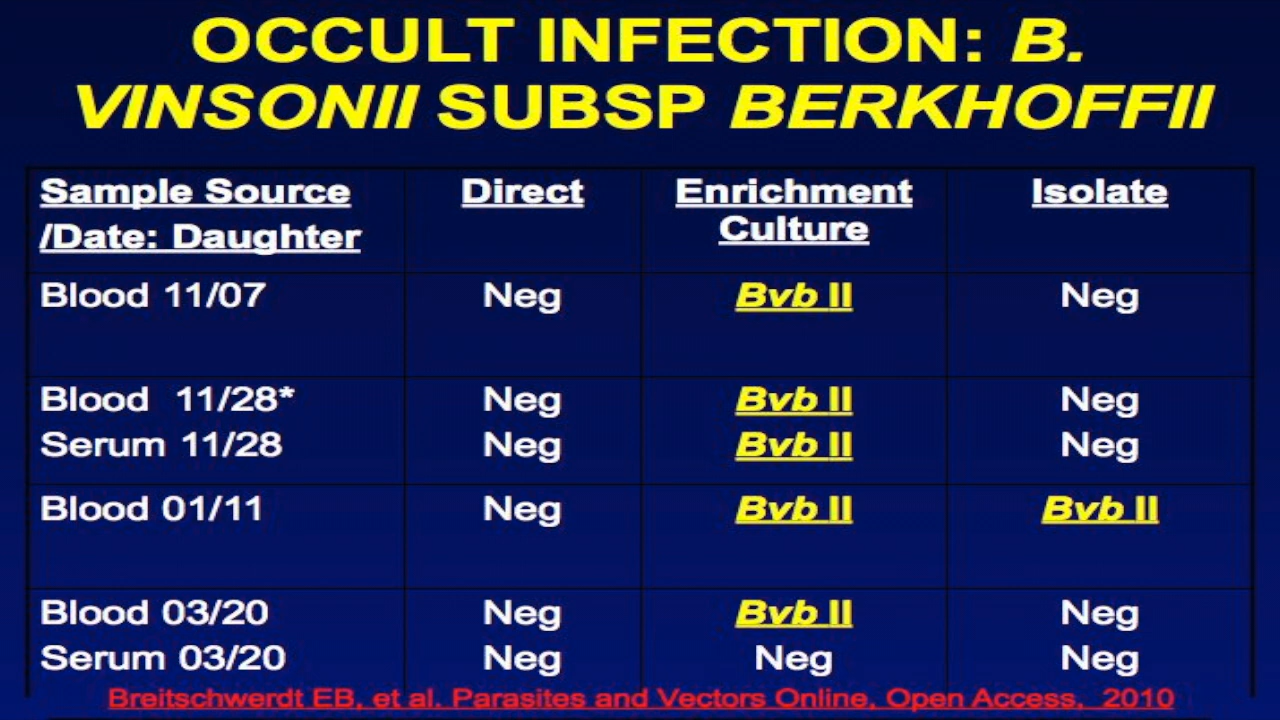 OCCULT INFECTION: B.
VINSONII SUBSP BERKHOFFII
Sample Source Direct Enrichment Isolate
/Date: Daughter Culture
Blood 11/07 Neg Bvb II Neg
Blood 11/28* Neg Bvb II Neg
Serum 11/28 Neg Bvb II Neg
Blood 01/11 Neg Bvb II Bvb II
Blood 03/20 Neg Bvb II Neg
Serum 03/20 Neg Neg Neg
Breitschwerdt EB, et al. Parasites and Vectors Online, Open Access, 2010